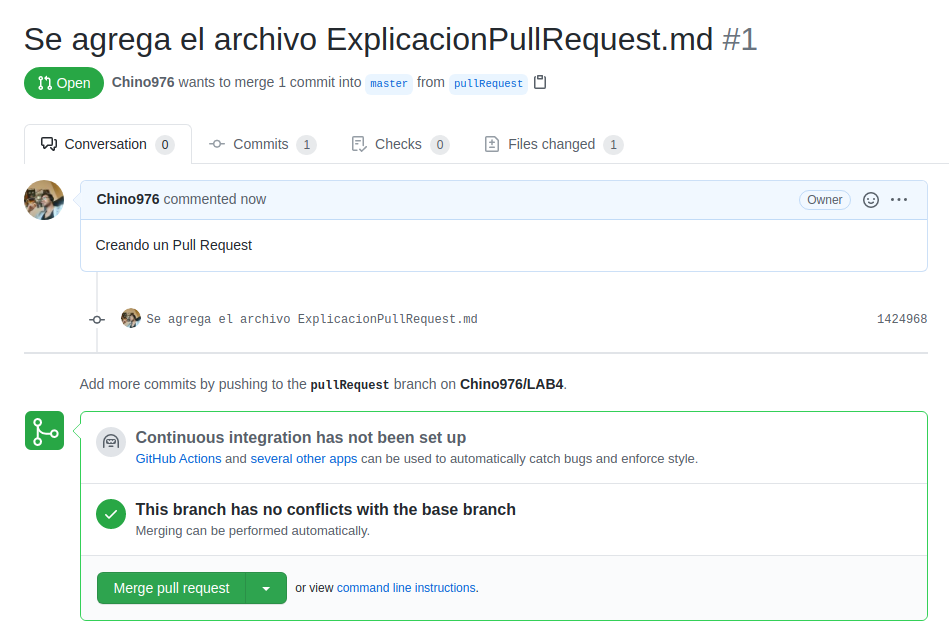 Se agrega el archivo ExplicacionPullRequest.md #1
Open Chino976 wants to merge 1 commit into master from pullRequest
Conversation 0 Commits 1 Checks 0 Files changed 1
Chino976 commented now Owner
Creando un Pull Request
Se agrega el archivo ExplicacionPullRequest.md 1424968
Add more commits by pushing to the pullRequest branch on Chino976/LAB4.
Continuous integration has not been set up
GitHub Actions and several other apps can be used to automatically catch bugs and enforce style.
This branch has no conflicts with the base branch
Merging can be performed automatically.
Merge pull request or view command line instructions.